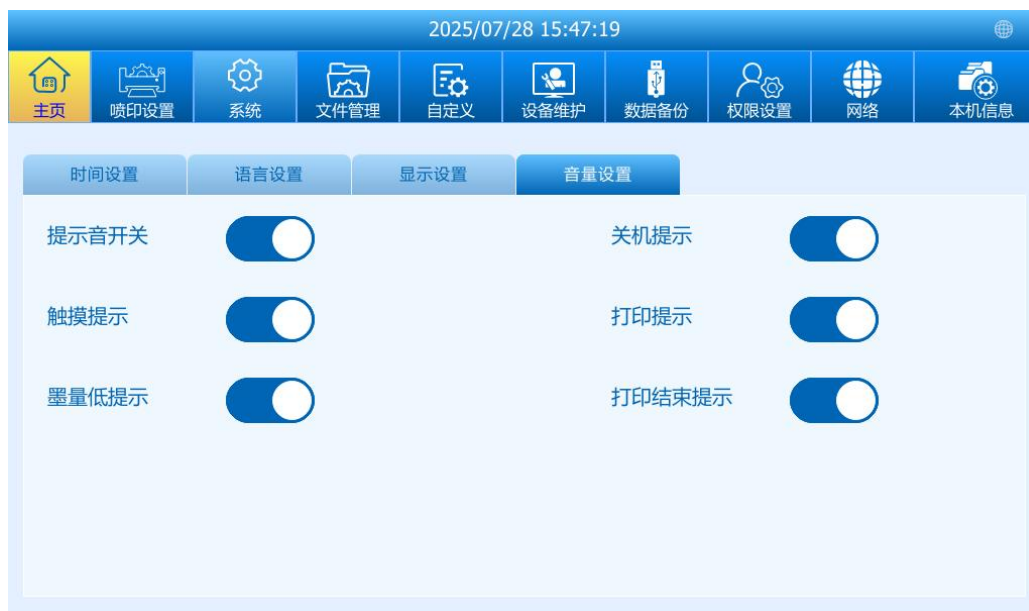 2025/07/28 15:47:19
主页 喷印设置 系统 文件管理 自定义 设备维护 数据备份 权限设置 网络 本机信息
时间设置 语言设置 显示设置 音量设置
提示音开关 关机提示
触摸提示 打印提示
墨量低提示 打印结束提示